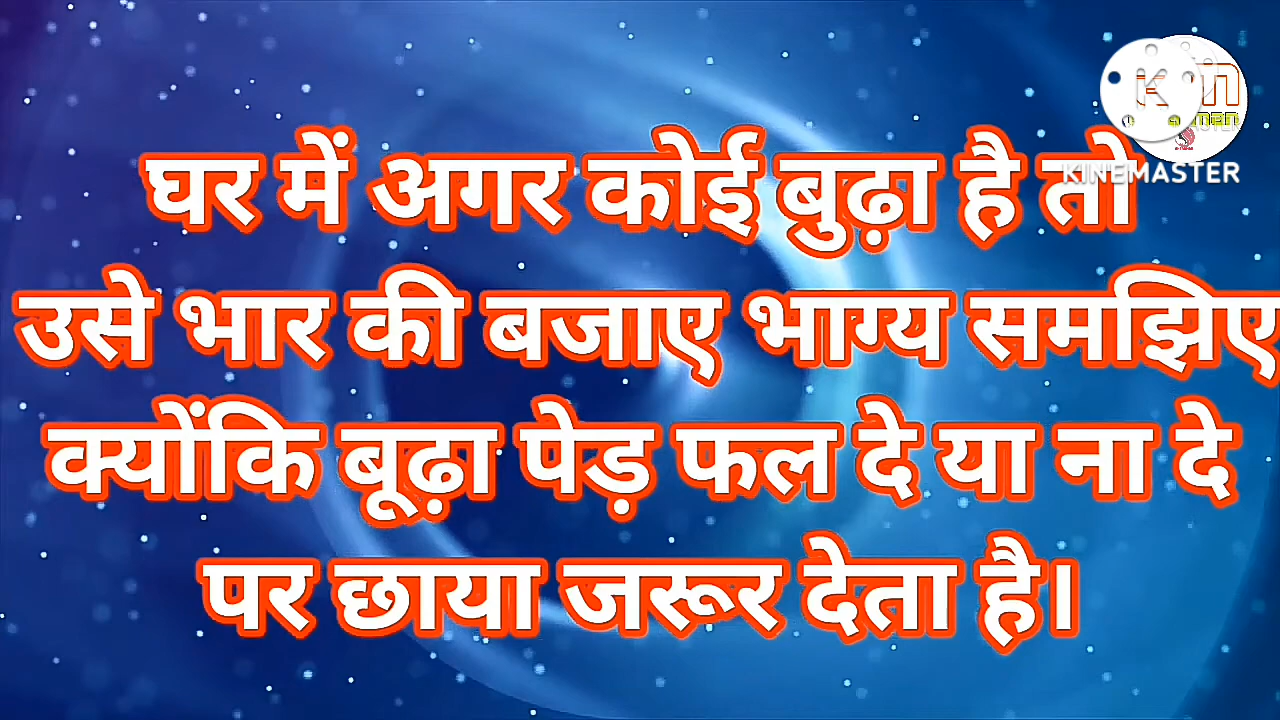 घर में अगर कोई बुढ़ा है तो
उसे भार की बजाए भाग्य समझिए
क्योंकि बूढ़ा पेड़ फल दे या ना दे
पर छाया जरूर देता है।
KINEMASTER